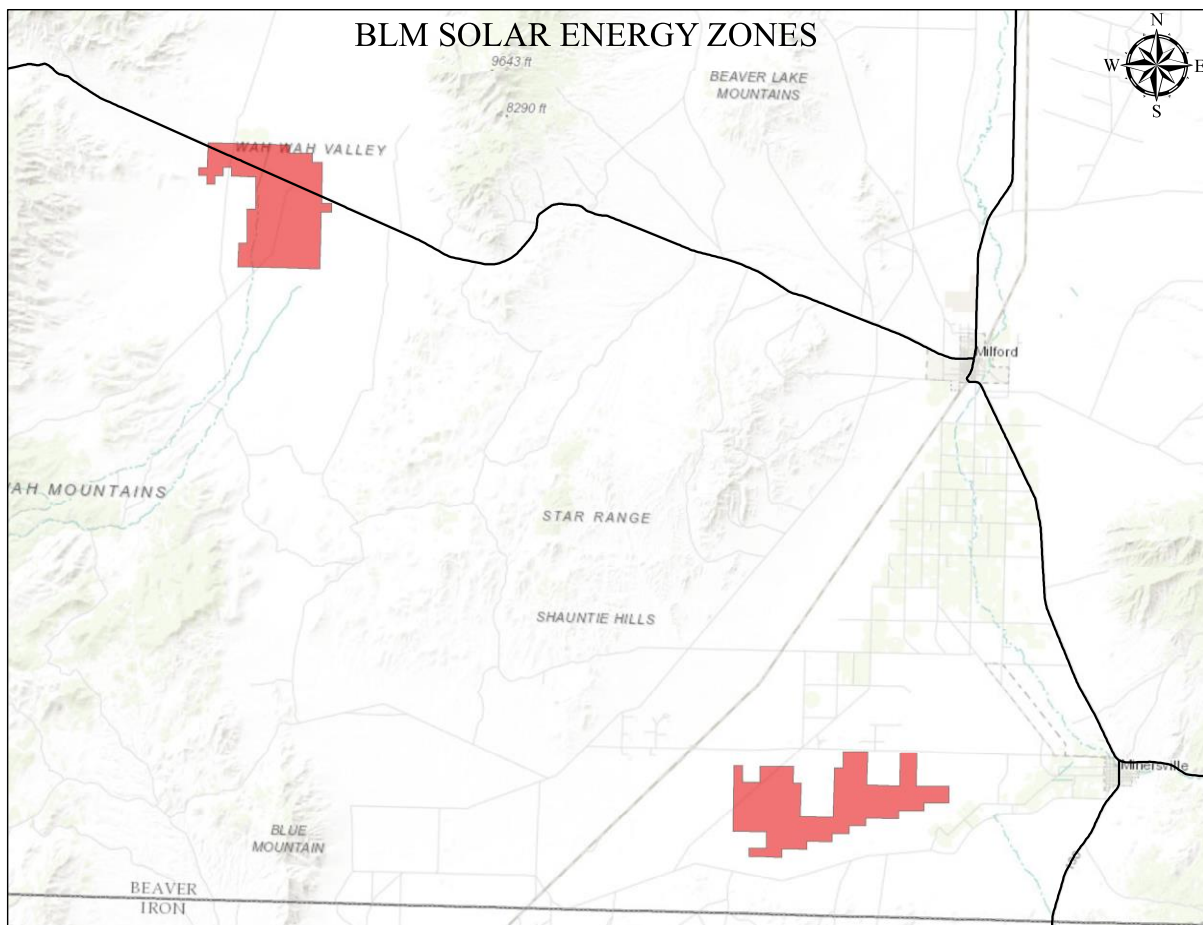 BLM SOLAR ENERGY ZONES
N
W
E
S
9643 ft
BEAVER LAKE
MOUNTAINS
8290 ft
WAH WAH VALLEY
Milford
AH MOUNTAINS
STAR RANGE
SHAUNTIE HILLS
Minersville
BLUE
MOUNTAIN
BEAVER
IRON